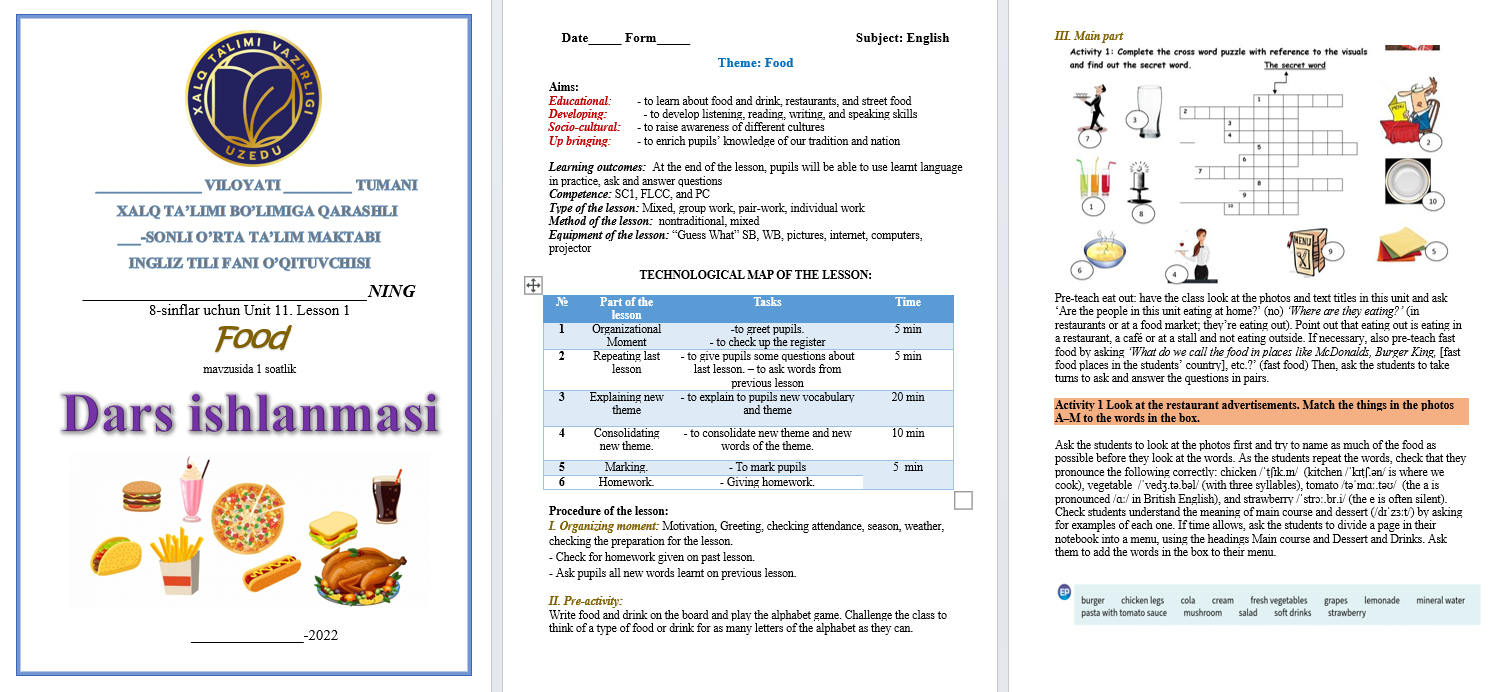 XALQ TA'LIMI VAZIRLIGI
UZEDU
______________ VILOYATI _________ TUMANI
XALQ TA'LIMI BO'LIMIGA QARASHLI
___-SONLI O'RTA TA'LIM MAKTABI
INGLIZ TILI FANI O'QITUVCHISI
______________________________NING
8-sinflar uchun Unit 11. Lesson 1
Food
mavzusida 1 soatlik
Dars ishlanmasi
_______________-2022
Date_____ Form_____ Subject: English
Theme: Food
Aims:
Educational: - to learn about food and drink, restaurants, and street food
Developing: - to develop listening, reading, writing, and speaking skills
Socio-cultural: - to raise awareness of different cultures
Up bringing: - to enrich pupils' knowledge of our tradition and nation
Learning outcomes: At the end of the lesson, pupils will be able to use learnt language
in practice, ask and answer questions
Competence: SC1, FLCC, and PC
Type of the lesson: Mixed, group work, pair-work, individual work
Method of the lesson: nontraditional, mixed
Equipment of the lesson: “Guess What” SB, WB, pictures, internet, computers,
projector
TECHNOLOGICAL MAP OF THE LESSON:
№ Part of the lesson Tasks Time
1 Organizational Moment -to greet pupils. - to check up the register 5 min
2 Repeating last lesson - to give pupils some questions about last lesson. – to ask words from previous lesson 5 min
3 Explaining new theme - to explain to pupils new vocabulary and theme 20 min
4 Consolidating new theme. - to consolidate new theme and new words of the theme. 10 min
5 Marking. - To mark pupils 5 min
6 Homework. - Giving homework.
Procedure of the lesson:
I. Organizing moment: Motivation, Greeting, checking attendance, season, weather,
checking the preparation for the lesson.
- Check for homework given on past lesson.
- Ask pupils all new words learnt on previous lesson.
II. Pre-activity:
Write food and drink on the board and play the alphabet game. Challenge the class to
think of a type of food or drink for as many letters of the alphabet as they can.
III. Main part
Activity 1: Complete the cross word puzzle with reference to the visuals
and find out the secret word. The secret word
1
2
3
4
5
6
7
8
9
10
7
3
MENU
2
1
8
10
6
4
MENU
9
5
Pre-teach eat out: have the class look at the photos and text titles in this unit and ask
‘Are the people in this unit eating at home?’ (no) ‘Where are they eating?’ (in
restaurants or at a food market; they’re eating out). Point out that eating out is eating in
a restaurant, a café or at a stall and not eating outside. If necessary, also pre-teach fast
food by asking ‘What do we call the food in places like McDonalds, Burger King, [fast
food places in the students’ country], etc.?’ (fast food) Then, ask the students to take
turns to ask and answer the questions in pairs.
Activity 1 Look at the restaurant advertisements. Match the things in the photos
A–M to the words in the box.
Ask the students to look at the photos first and try to name as much of the food as
possible before they look at the words. As the students repeat the words, check that they
pronounce the following correctly: chicken /ˈtʃɪk.ɪn/ (kitchen /ˈkɪtʃ.ən/ is where we
cook), vegetable /ˈvedʒ.tə.bəl/ (with three syllables), tomato /təˈmɑː.təʊ/ (the a is
pronounced /ɑː/ in British English), and strawberry /ˈstrɔː.br.i/ (the e is often silent).
Check students understand the meaning of main course and dessert (/dɪˈzɜːt/) by asking
for examples of each one. If time allows, ask the students to divide a page in their
notebook into a menu, using the headings Main course and Dessert and Drinks. Ask
them to add the words in the box to their menu.
EP
burger chicken legs cola cream fresh vegetables grapes lemonade mineral water
pasta with tomato sauce mushroom salad soft drinks strawberry